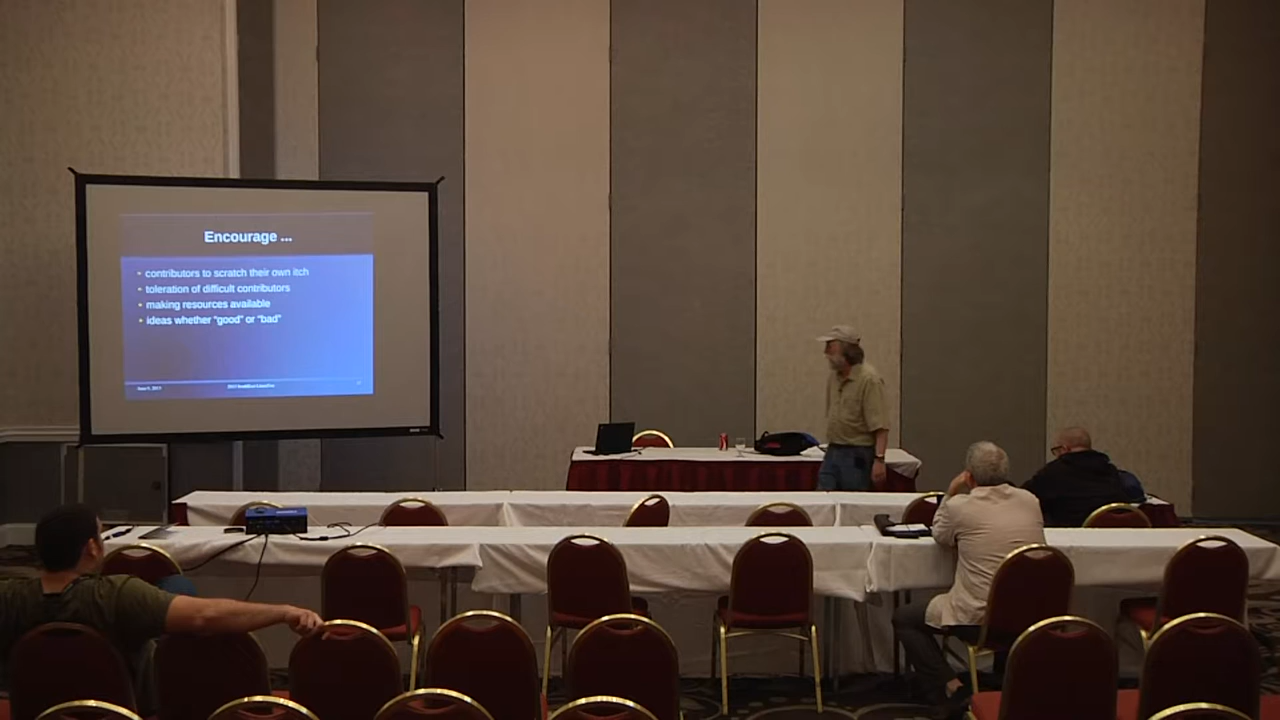 Encourage ...
• contributors to scratch their own itch
• toleration of difficult contributors
• making resources available
• ideas whether "good" or "bad"